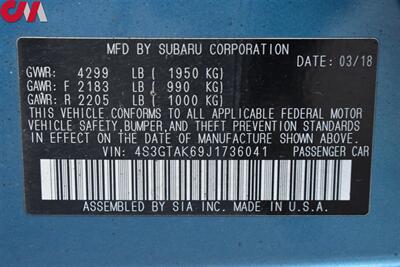 CM
MFD BY SUBARU CORPORATION
DATE: 03/18
GVWR: 4299 LB ( 1950 KG)
GAWR: F 2183 LB ( 990 KG)
GAWR: R 2205 LB ( 1000 KG)
THIS VEHICLE CONFORMS TO ALL APPLICABLE FEDERAL MOTOR
VEHICLE SAFETY,BUMPER,AND THEFT PREVENTION STANDARDS
IN EFFECT ON THE DATE OF MANUFACTURE SHOWN ABOVE.
VIN: 4S3GTAK69J1736041 PASSENGER CAR
ASSEMBLED BY SIA INC. MADE IN U.S.A.